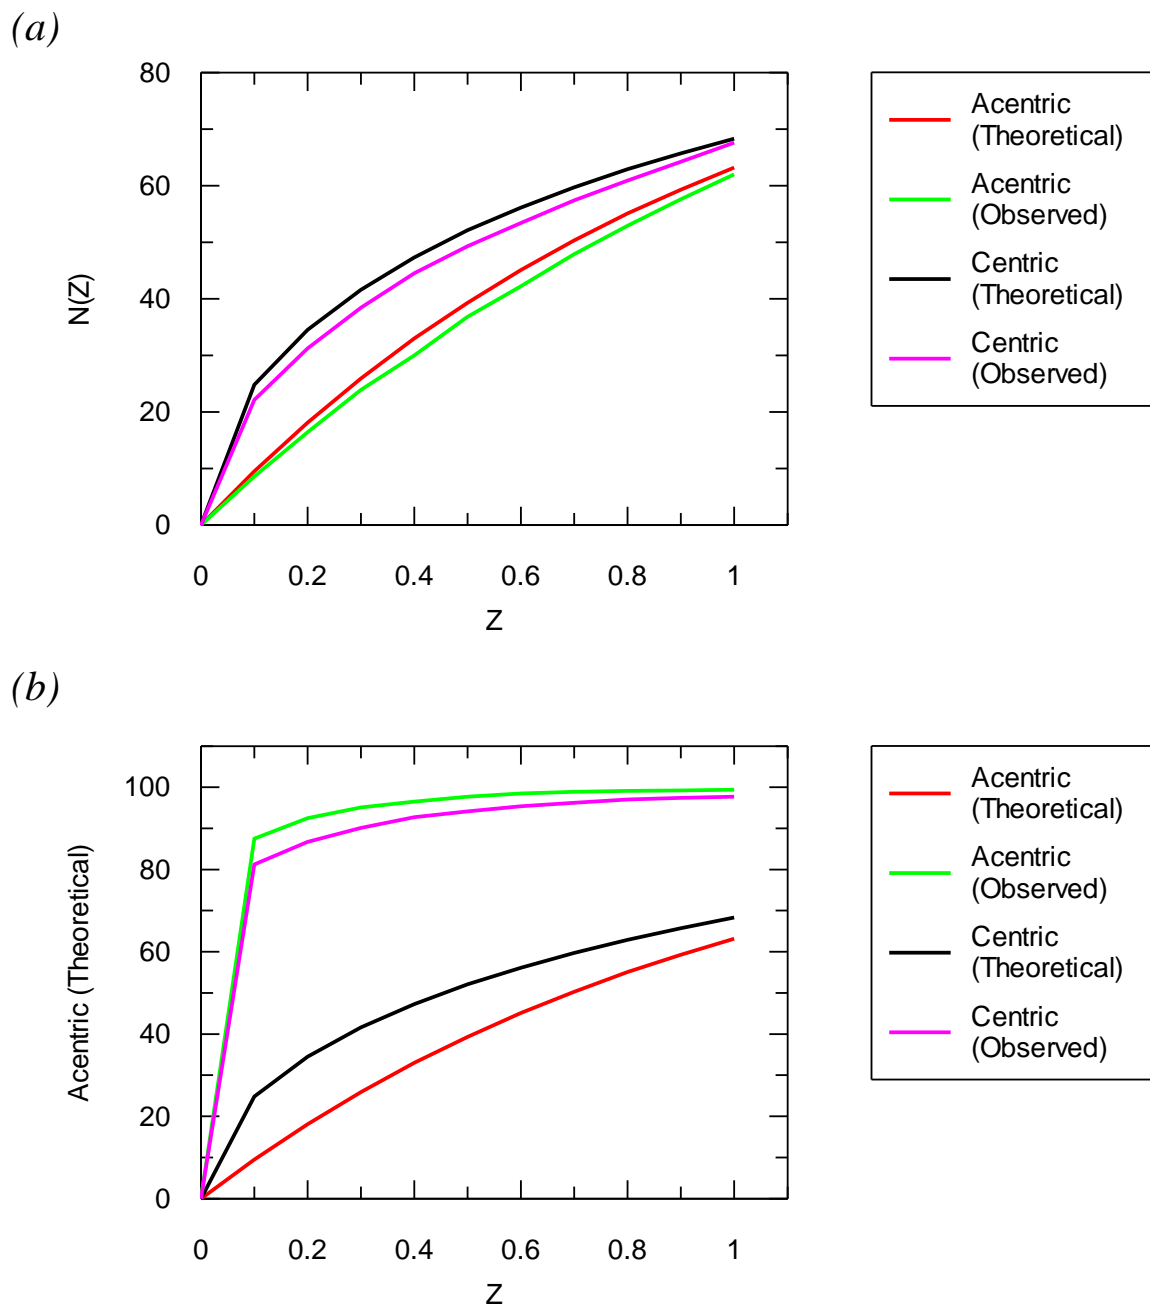 (a)
80
60
40
20
0
N(Z)
0 0.2 0.4 0.6 0.8 1
Z
Acentric
(Theoretical)
Acentric
(Observed)
Centric
(Theoretical)
Centric
(Observed)
(b)
100
80
60
40
20
0
Acentric (Theoretical)
0 0.2 0.4 0.6 0.8 1
Z
Acentric
(Theoretical)
Acentric
(Observed)
Centric
(Theoretical)
Centric
(Observed)